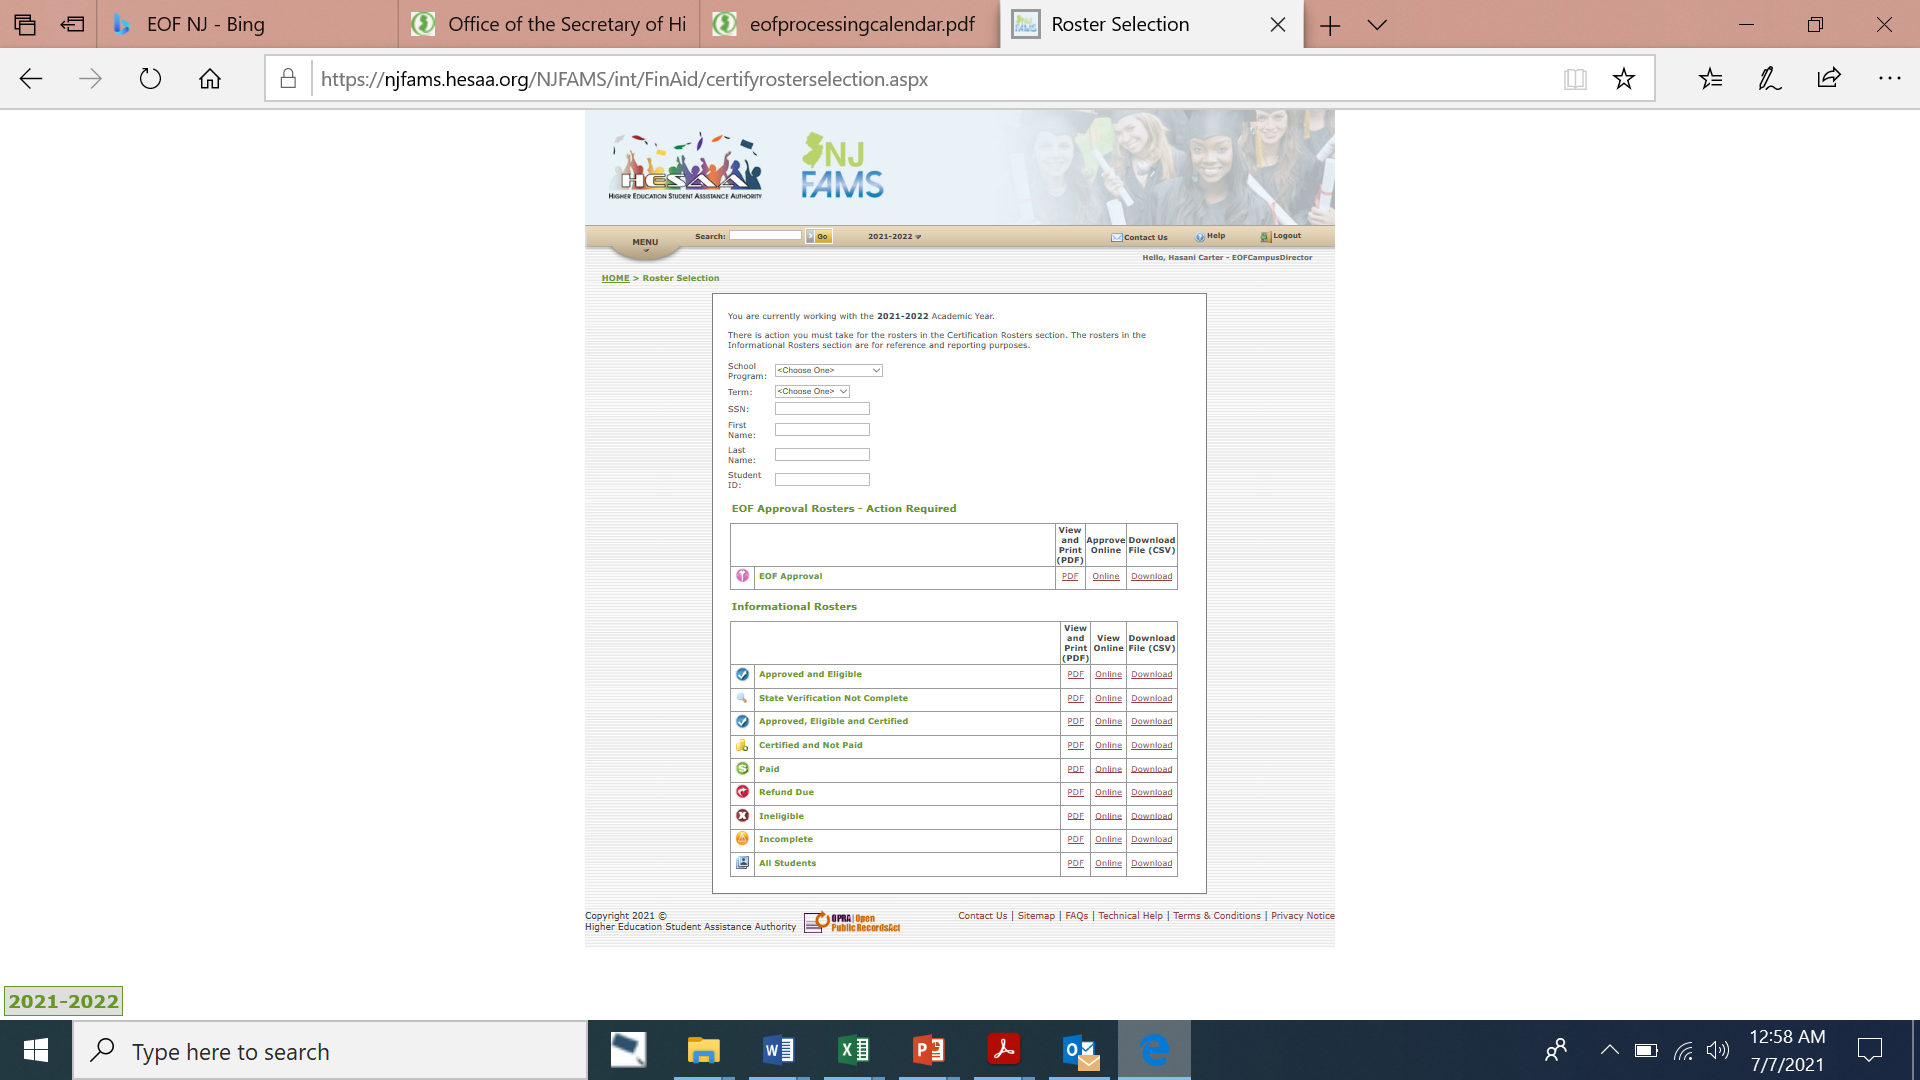 EOF NJ - Bing
Office of the Secretary of Hi
eofprocessingcalendar.pdf
Roster Selection
https://njfams.hesaa.org/NJFAMS/int/FinAid/certifyrosterselection.aspx
HESAA
HIGHER EDUCATION STUDENT ASSISTANCE AUTHORITY
NJ
FAMS
MENU
Search:
Go
2021-2022
Contact Us
Help
Logout
Hello, Hasani Carter - EOFCampusDirector
HOME > Roster Selection
You are currently working with the 2021-2022 Academic Year.
There is action you must take for the rosters in the Certification Rosters section. The rosters in the
Informational Rosters section are for reference and reporting purposes.
School
Program: <Choose One>
Term: <Choose One>
SSN:
First
Name:
Last
Name:
Student
ID:
EOF Approval Rosters - Action Required
View and Print (PDF) Approve Online Download File (CSV)
EOF Approval PDF Online Download
Informational Rosters
View and Print (PDF) View Online Download File (CSV)
Approved and Eligible PDF Online Download
State Verification Not Complete PDF Online Download
Approved, Eligible and Certified PDF Online Download
Certified and Not Paid PDF Online Download
Paid PDF Online Download
Refund Due PDF Online Download
Ineligible PDF Online Download
Incomplete PDF Online Download
All Students PDF Online Download
Copyright 2021 ©
Higher Education Student Assistance Authority
OPRA Open
Public RecordsAct
Contact Us | Sitemap | FAQs | Technical Help | Terms & Conditions | Privacy Notice
2021-2022
Type here to search
12:58 AM
7/7/2021